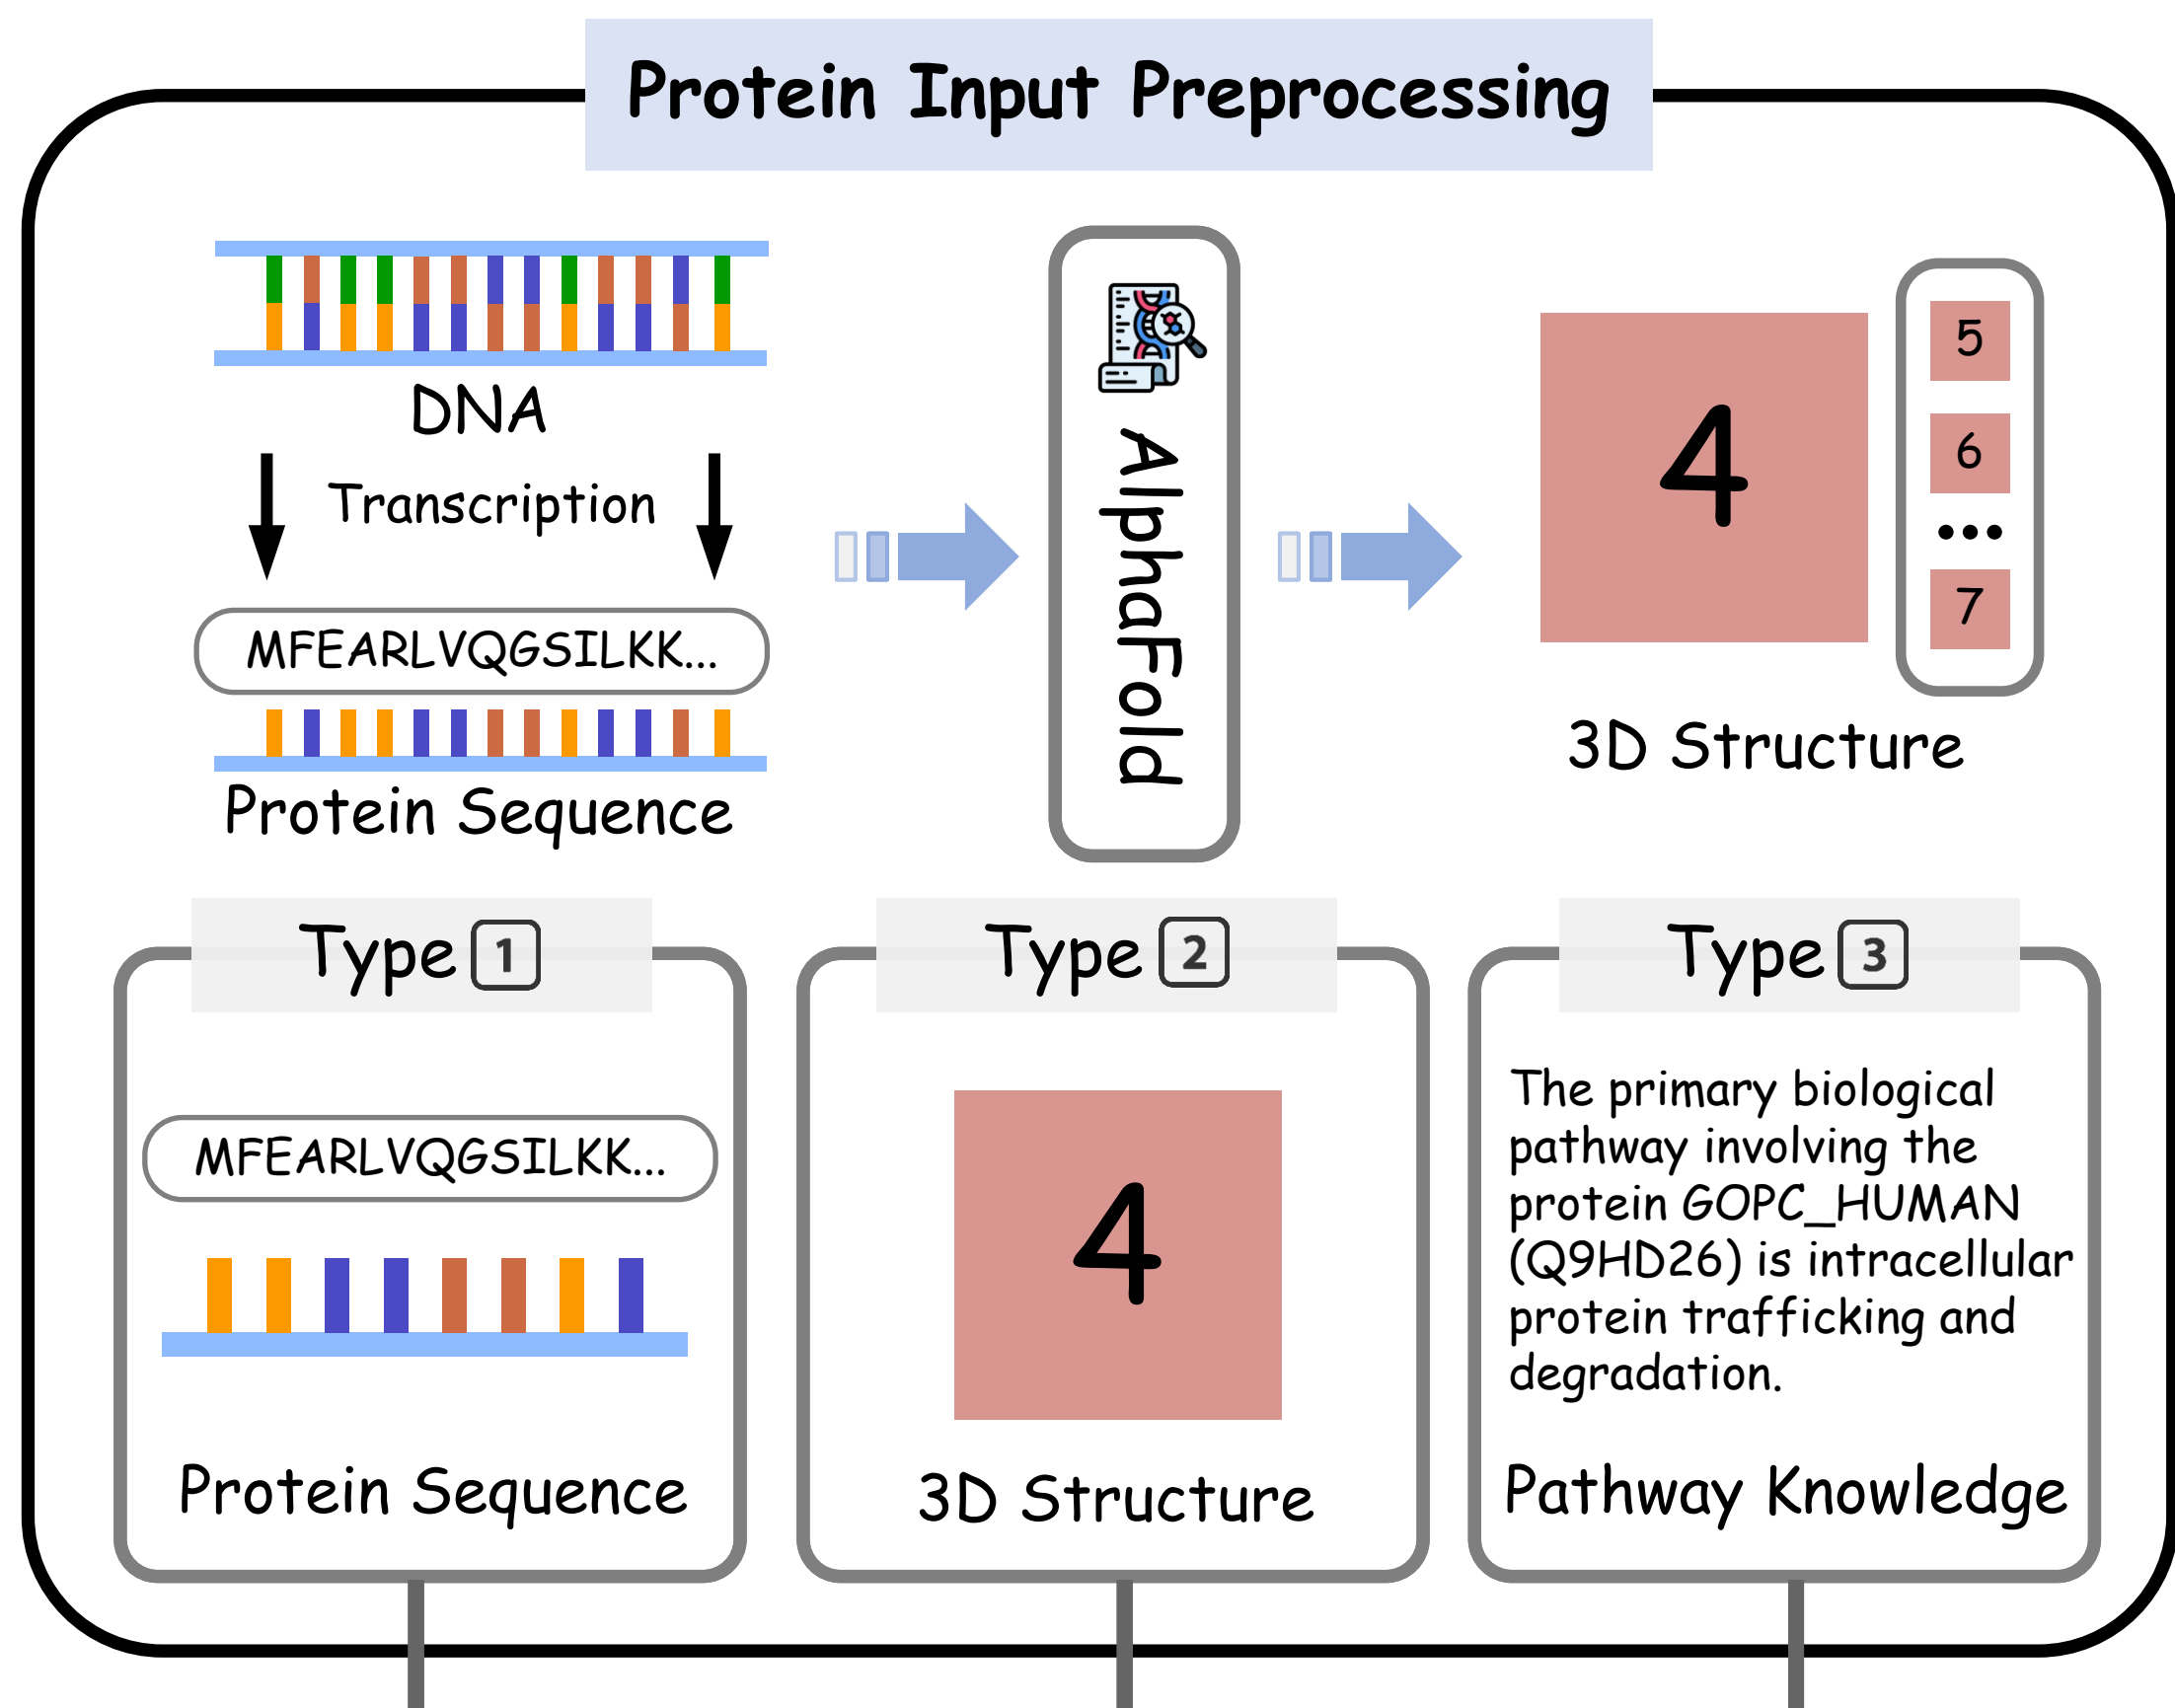 Protein Input Preprocessing
DNA
Transcription
MFEARLVQGSILKK...
Protein Sequence
AlphaFold
4
5
6
...
7
3D Structure
Type 1
MFEARLVQGSILKK...
Protein Sequence
Type 2
4
3D Structure
Type 3
The primary biological
pathway involving the
protein GOPC_HUMAN
(Q9HD26) is intracellular
protein trafficking and
degradation.
Pathway Knowledge